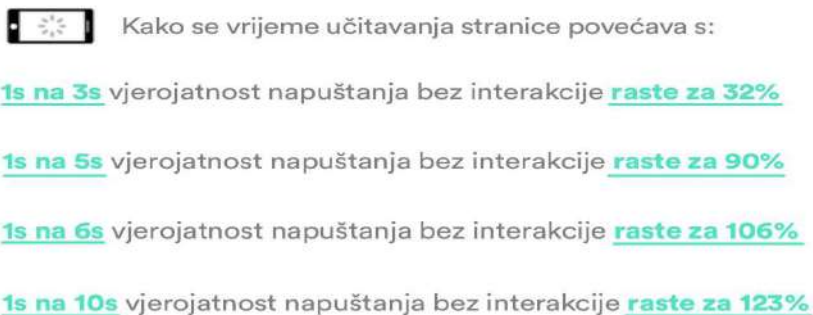 Kako se vrijeme učitavanja stranice povećava s:
1s na 3s vjerojatnost napuštanja bez interakcije raste za 32%
1s na 5s vjerojatnost napuštanja bez interakcije raste za 90%
1s na 6s vjerojatnost napuštanja bez interakcije raste za 106%
1s na 10s vjerojatnost napuštanja bez interakcije raste za 123%